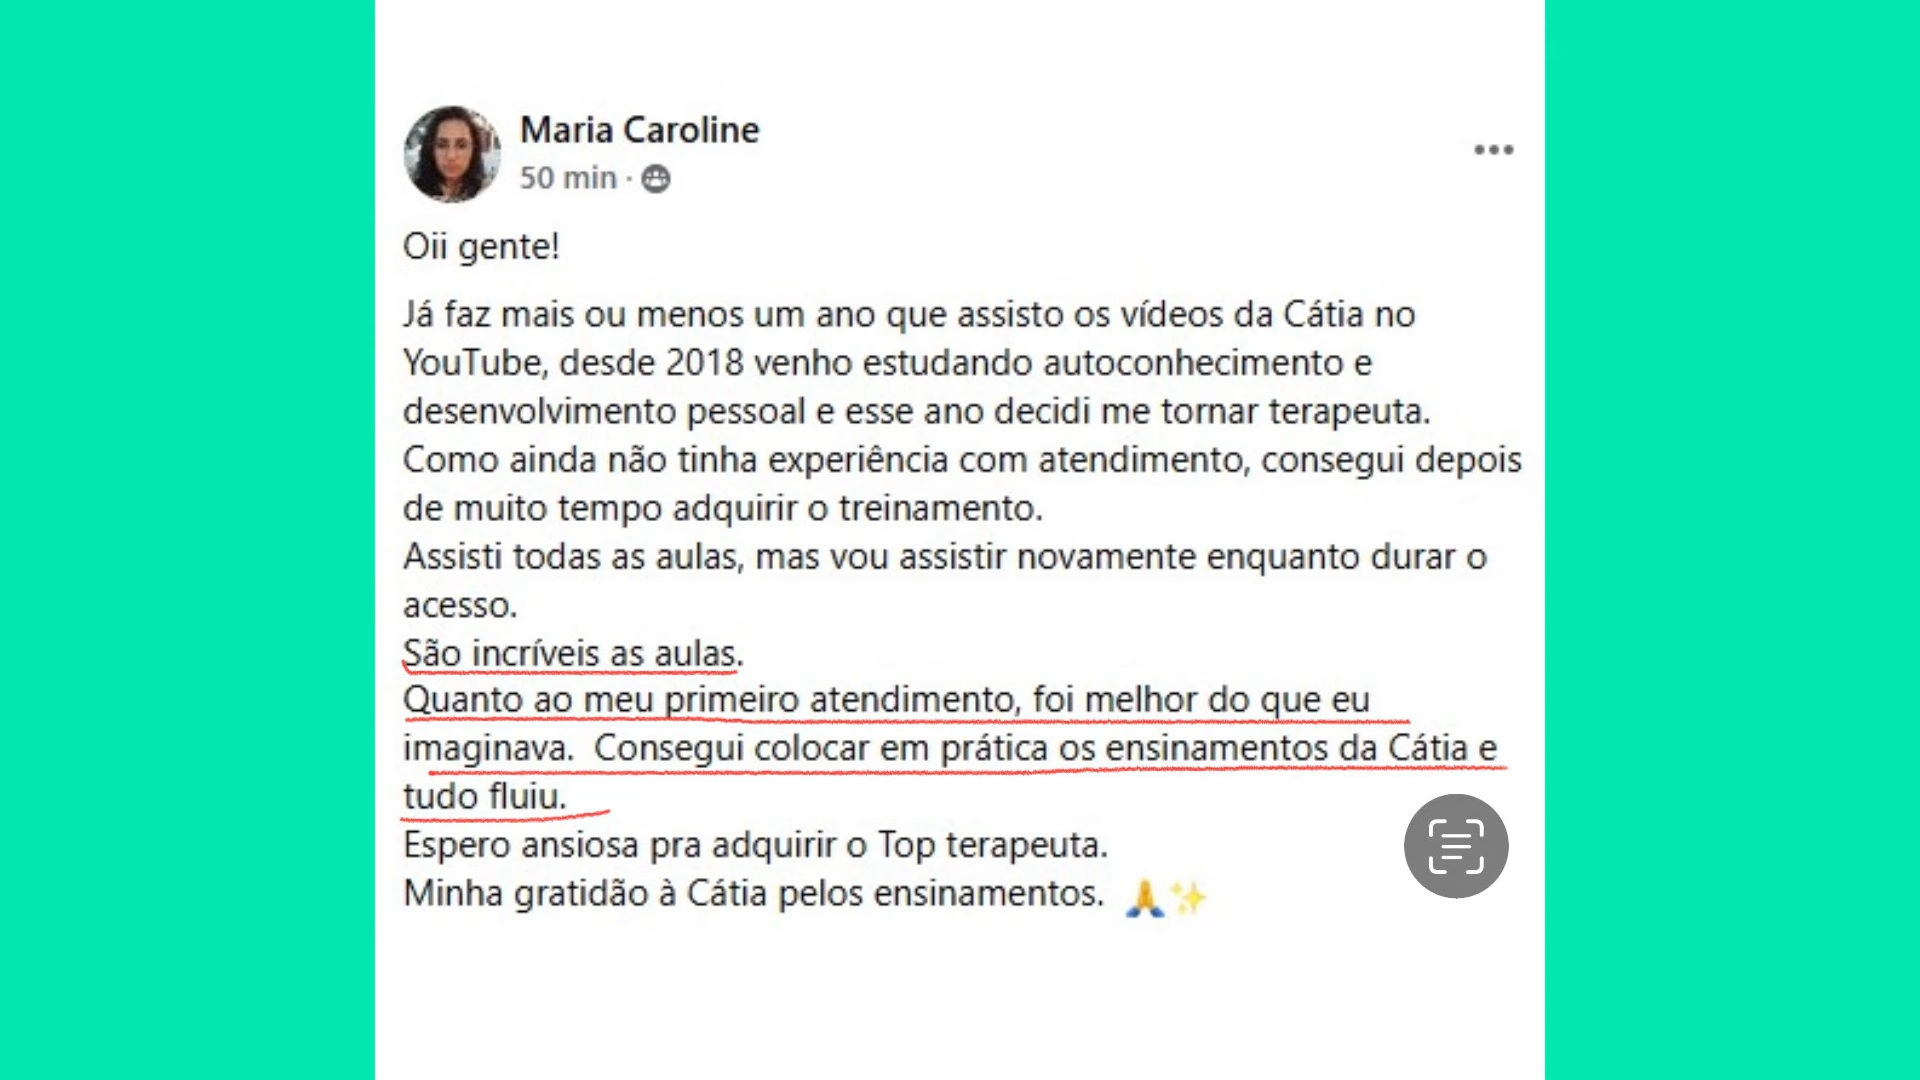 Maria Caroline
50 min ·
Oii gente!
Já faz mais ou menos um ano que assisto os vídeos da Cátia no
YouTube, desde 2018 venho estudando autoconhecimento e
desenvolvimento pessoal e esse ano decidi me tornar terapeuta.
Como ainda não tinha experiência com atendimento, consegui depois
de muito tempo adquirir o treinamento.
Assisti todas as aulas, mas vou assistir novamente enquanto durar o
acesso.
São incríveis as aulas.
Quanto ao meu primeiro atendimento, foi melhor do que eu
imaginava.  Consegui colocar em prática os ensinamentos da Cátia e
tudo fluiu.
Espero ansiosa pra adquirir o Top terapeuta.
Minha gratidão à Cátia pelos ensinamentos. 🙏✨